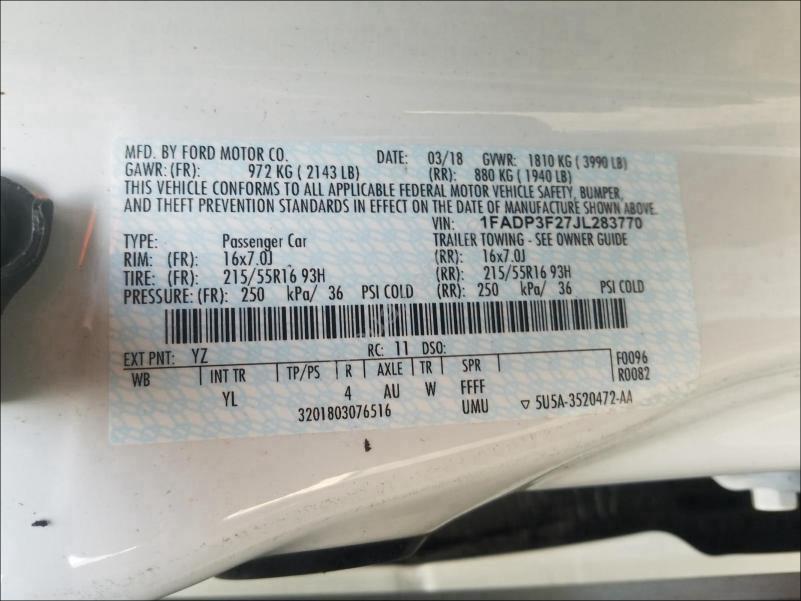 MFD. BY FORD MOTOR CO. DATE: 03/18 GVWR: 1810 KG ( 3990 LB)
GAWR: (FR): 972 KG ( 2143 LB) (RR): 880 KG ( 1940 LB)
THIS VEHICLE CONFORMS TO ALL APPLICABLE FEDERAL MOTOR VEHICLE SAFETY, BUMPER,
AND THEFT PREVENTION STANDARDS IN EFFECT ON THE DATE OF MANUFACTURE SHOWN ABOVE.
VIN: 1FADP3F27JL283770
TYPE: Passenger Car TRAILER TOWING - SEE OWNER GUIDE
RIM: (FR): 16x7.0J (RR): 16x7.0J
TIRE: (FR): 215/55R16 93H (RR): 215/55R16 93H
PRESSURE: (FR): 250 kPa/ 36 PSI COLD (RR): 250 kPa/ 36 PSI COLD
EXT PNT: YZ RC: 11 DSO: F0096
WB INT TR TP/PS R AXLE TR SPR R0082
YL 4 AU W FFFF
3201803076516 UMU ▽ 5U5A-3520472-AA